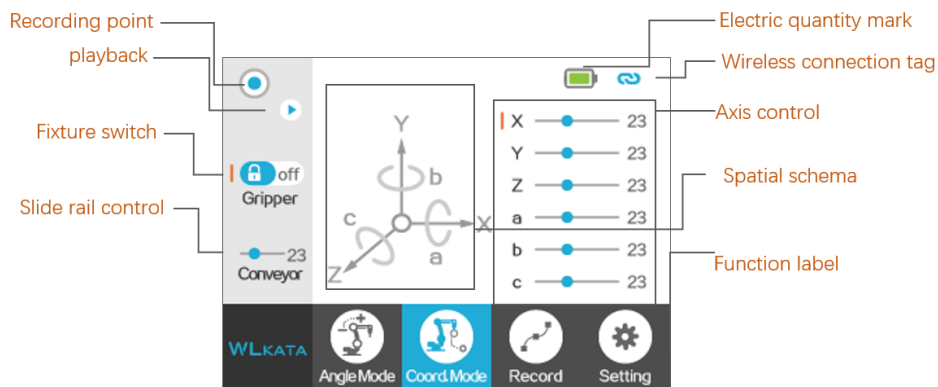 Recording point
Electric quantity mark
playback
Wireless connection tag
Axis control
Fixture switch
Spatial schema
Slide rail control
Function label
off
Gripper
23
Conveyor
Y
b
c
X
a
Z
X 23
Y 23
Z 23
a 23
b 23
c 23
WLKATA
Angle Mode
Coord.Mode
Record
Setting